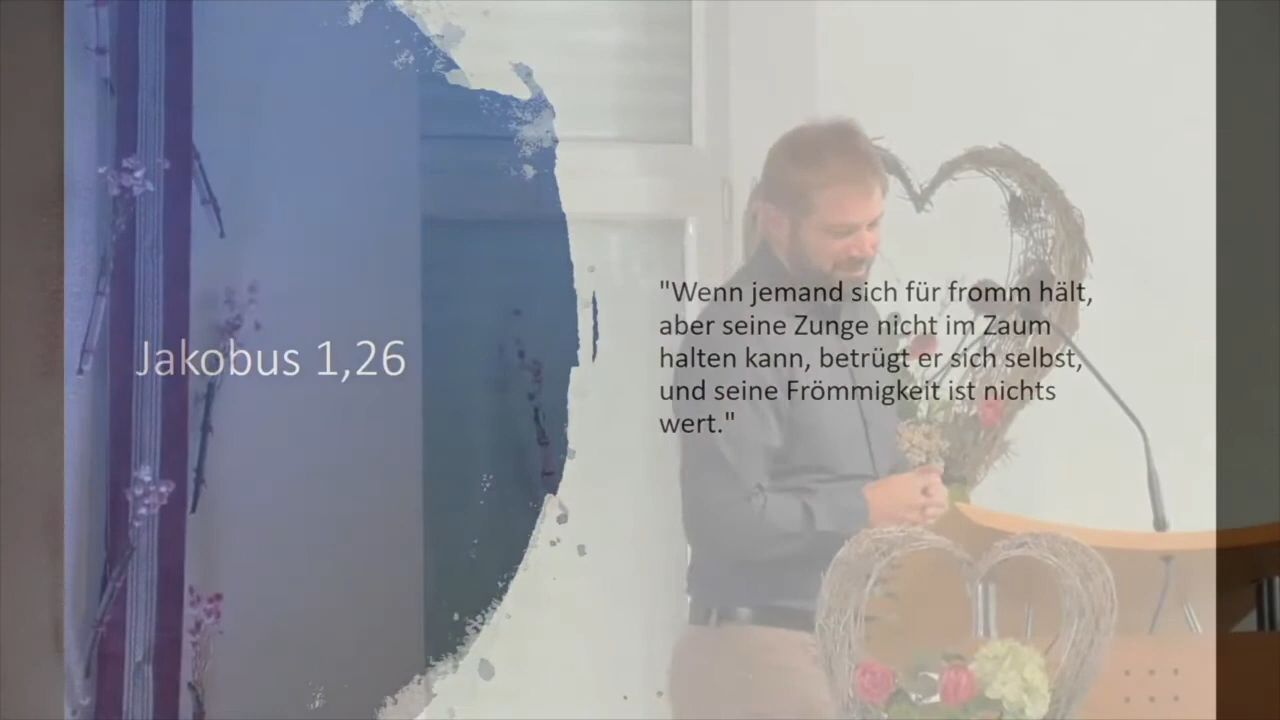 Jakobus 1,26
"Wenn jemand sich für fromm hält,
aber seine Zunge nicht im Zaum
halten kann, betrügt er sich selbst,
und seine Frömmigkeit ist nichts
wert."